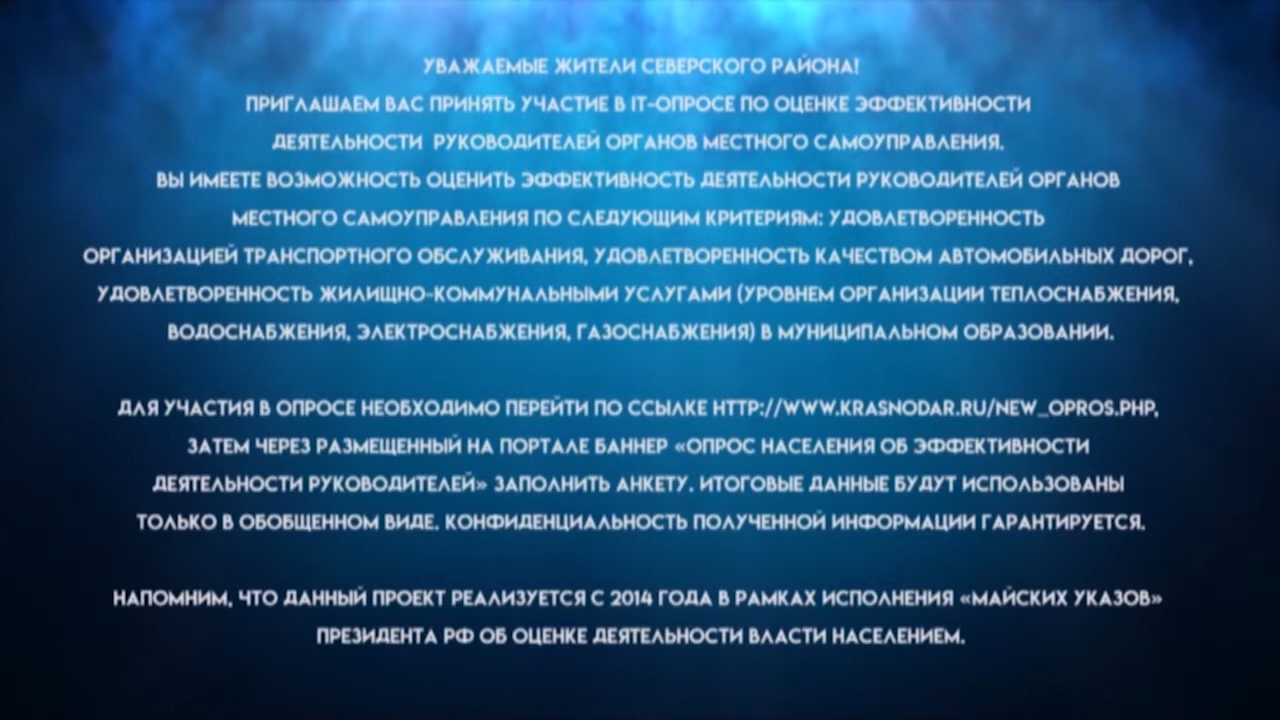 УВАЖАЕМЫЕ ЖИТЕЛИ СЕВЕРСКОГО РАЙОНА!
ПРИГЛАШАЕМ ВАС ПРИНЯТЬ УЧАСТИЕ В IT-ОПРОСЕ ПО ОЦЕНКЕ ЭФФЕКТИВНОСТИ
ДЕЯТЕЛЬНОСТИ РУКОВОДИТЕЛЕЙ ОРГАНОВ МЕСТНОГО САМОУПРАВЛЕНИЯ.
ВЫ ИМЕЕТЕ ВОЗМОЖНОСТЬ ОЦЕНИТЬ ЭФФЕКТИВНОСТЬ ДЕЯТЕЛЬНОСТИ РУКОВОДИТЕЛЕЙ ОРГАНОВ
МЕСТНОГО САМОУПРАВЛЕНИЯ ПО СЛЕДУЮЩИМ КРИТЕРИЯМ: УДОВЛЕТВОРЕННОСТЬ
ОРГАНИЗАЦИЕЙ ТРАНСПОРТНОГО ОБСЛУЖИВАНИЯ, УДОВЛЕТВОРЕННОСТЬ КАЧЕСТВОМ АВТОМОБИЛЬНЫХ ДОРОГ,
УДОВЛЕТВОРЕННОСТЬ ЖИЛИЩНО-КОММУНАЛЬНЫМИ УСЛУГАМИ (УРОВНЕМ ОРГАНИЗАЦИИ ТЕПЛОСНАБЖЕНИЯ,
ВОДОСНАБЖЕНИЯ, ЭЛЕКТРОСНАБЖЕНИЯ, ГАЗОСНАБЖЕНИЯ) В МУНИЦИПАЛЬНОМ ОБРАЗОВАНИИ.
ДЛЯ УЧАСТИЯ В ОПРОСЕ НЕОБХОДИМО ПЕРЕЙТИ ПО ССЫЛКЕ HTTP://WWW.KRASNODAR.RU/NEW_OPROS.PHP,
ЗАТЕМ ЧЕРЕЗ РАЗМЕЩЕННЫЙ НА ПОРТАЛЕ БАННЕР «ОПРОС НАСЕЛЕНИЯ ОБ ЭФФЕКТИВНОСТИ
ДЕЯТЕЛЬНОСТИ РУКОВОДИТЕЛЕЙ» ЗАПОЛНИТЬ АНКЕТУ. ИТОГОВЫЕ ДАННЫЕ БУДУТ ИСПОЛЬЗОВАНЫ
ТОЛЬКО В ОБОБЩЕННОМ ВИДЕ. КОНФИДЕНЦИАЛЬНОСТЬ ПОЛУЧЕННОЙ ИНФОРМАЦИИ ГАРАНТИРУЕТСЯ.
НАПОМНИМ, ЧТО ДАННЫЙ ПРОЕКТ РЕАЛИЗУЕТСЯ С 2014 ГОДА В РАМКАХ ИСПОЛНЕНИЯ «МАЙСКИХ УКАЗОВ»
ПРЕЗИДЕНТА РФ ОБ ОЦЕНКЕ ДЕЯТЕЛЬНОСТИ ВЛАСТИ НАСЕЛЕНИЕМ.